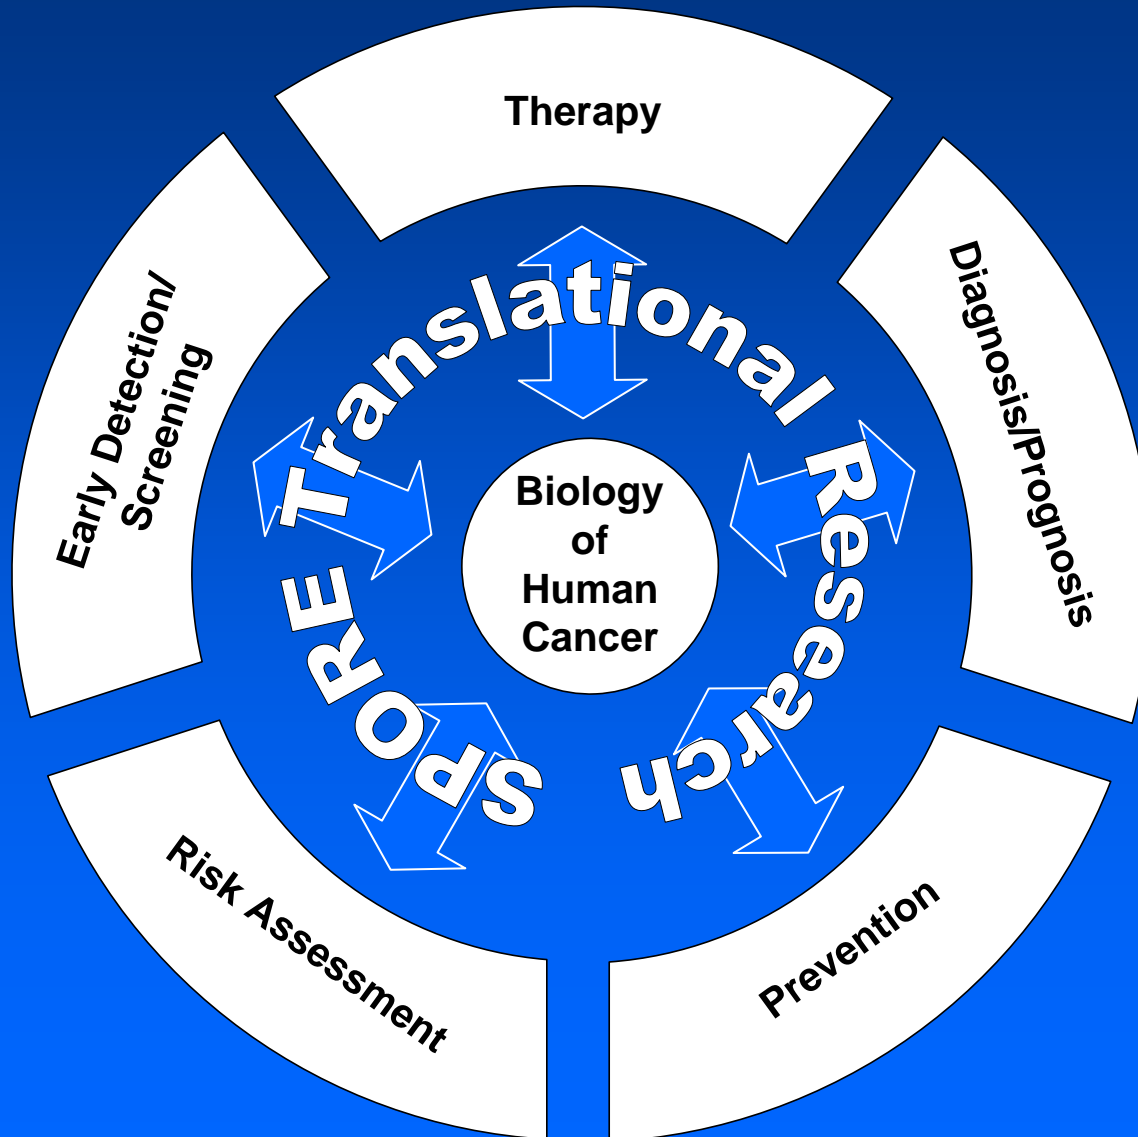 Therapy
Diagnosis/Prognosis
Prevention
Risk Assessment
Early Detection/
Screening
SPORE Translational Research
Biology
of
Human
Cancer